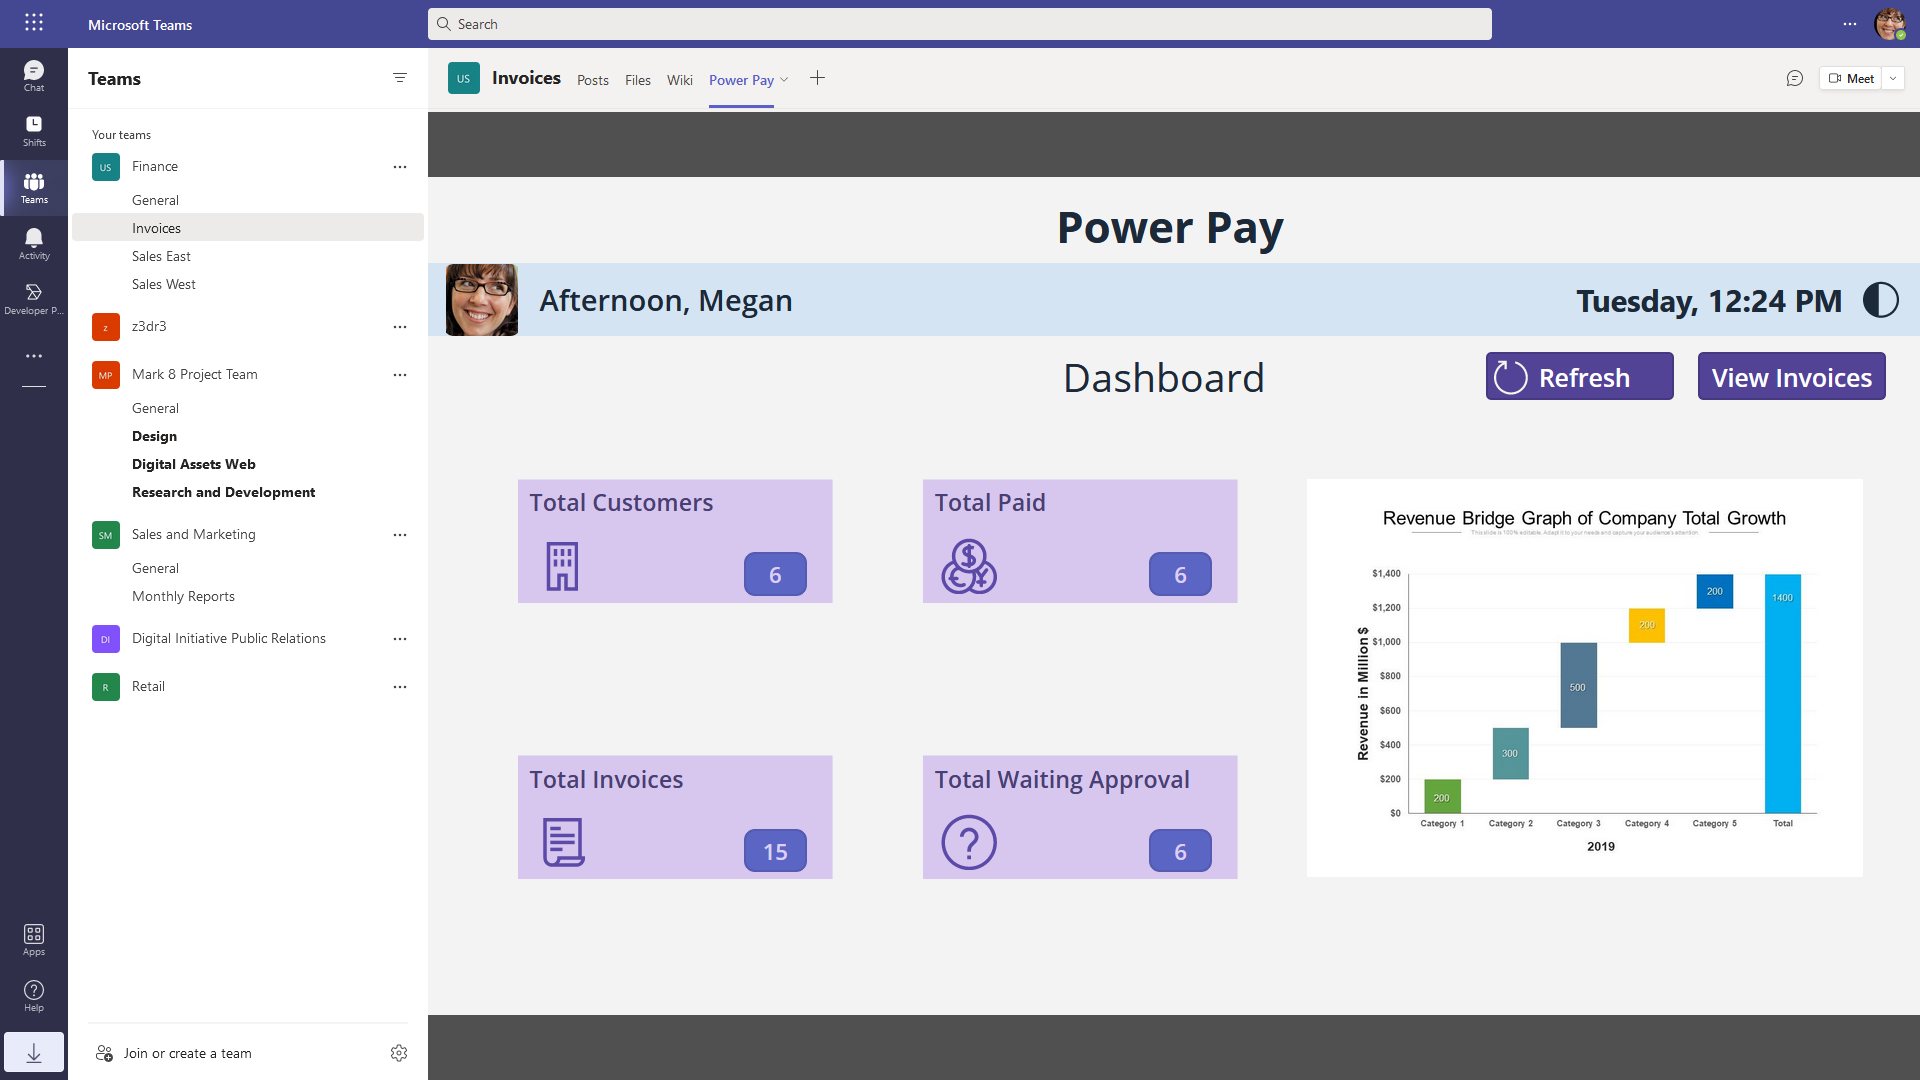 Microsoft Teams
Search
Chat
Shifts
Teams
Activity
Developer P...
Apps
Help
Teams
Your teams
US Finance
General
Invoices
Sales East
Sales West
z z3dr3
MP Mark 8 Project Team
General
Design
Digital Assets Web
Research and Development
SM Sales and Marketing
General
Monthly Reports
DI Digital Initiative Public Relations
R Retail
Join or create a team
US Invoices Posts Files Wiki Power Pay
Meet
Power Pay
Afternoon, Megan
Tuesday, 12:24 PM
Dashboard
Refresh
View Invoices
Total Customers
6
Total Paid
$ € ¥
6
Total Invoices
15
Total Waiting Approval
?
6
Revenue Bridge Graph of Company Total Growth
This slide is 100% editable. Adapt it to your needs and capture your audience's attention.
Revenue in Million $
$1,400
$1,200
$1,000
$800
$600
$400
$200
$0
200
300
500
200
200
1400
Category 1 Category 2 Category 3 Category 4 Category 5 Total
2019